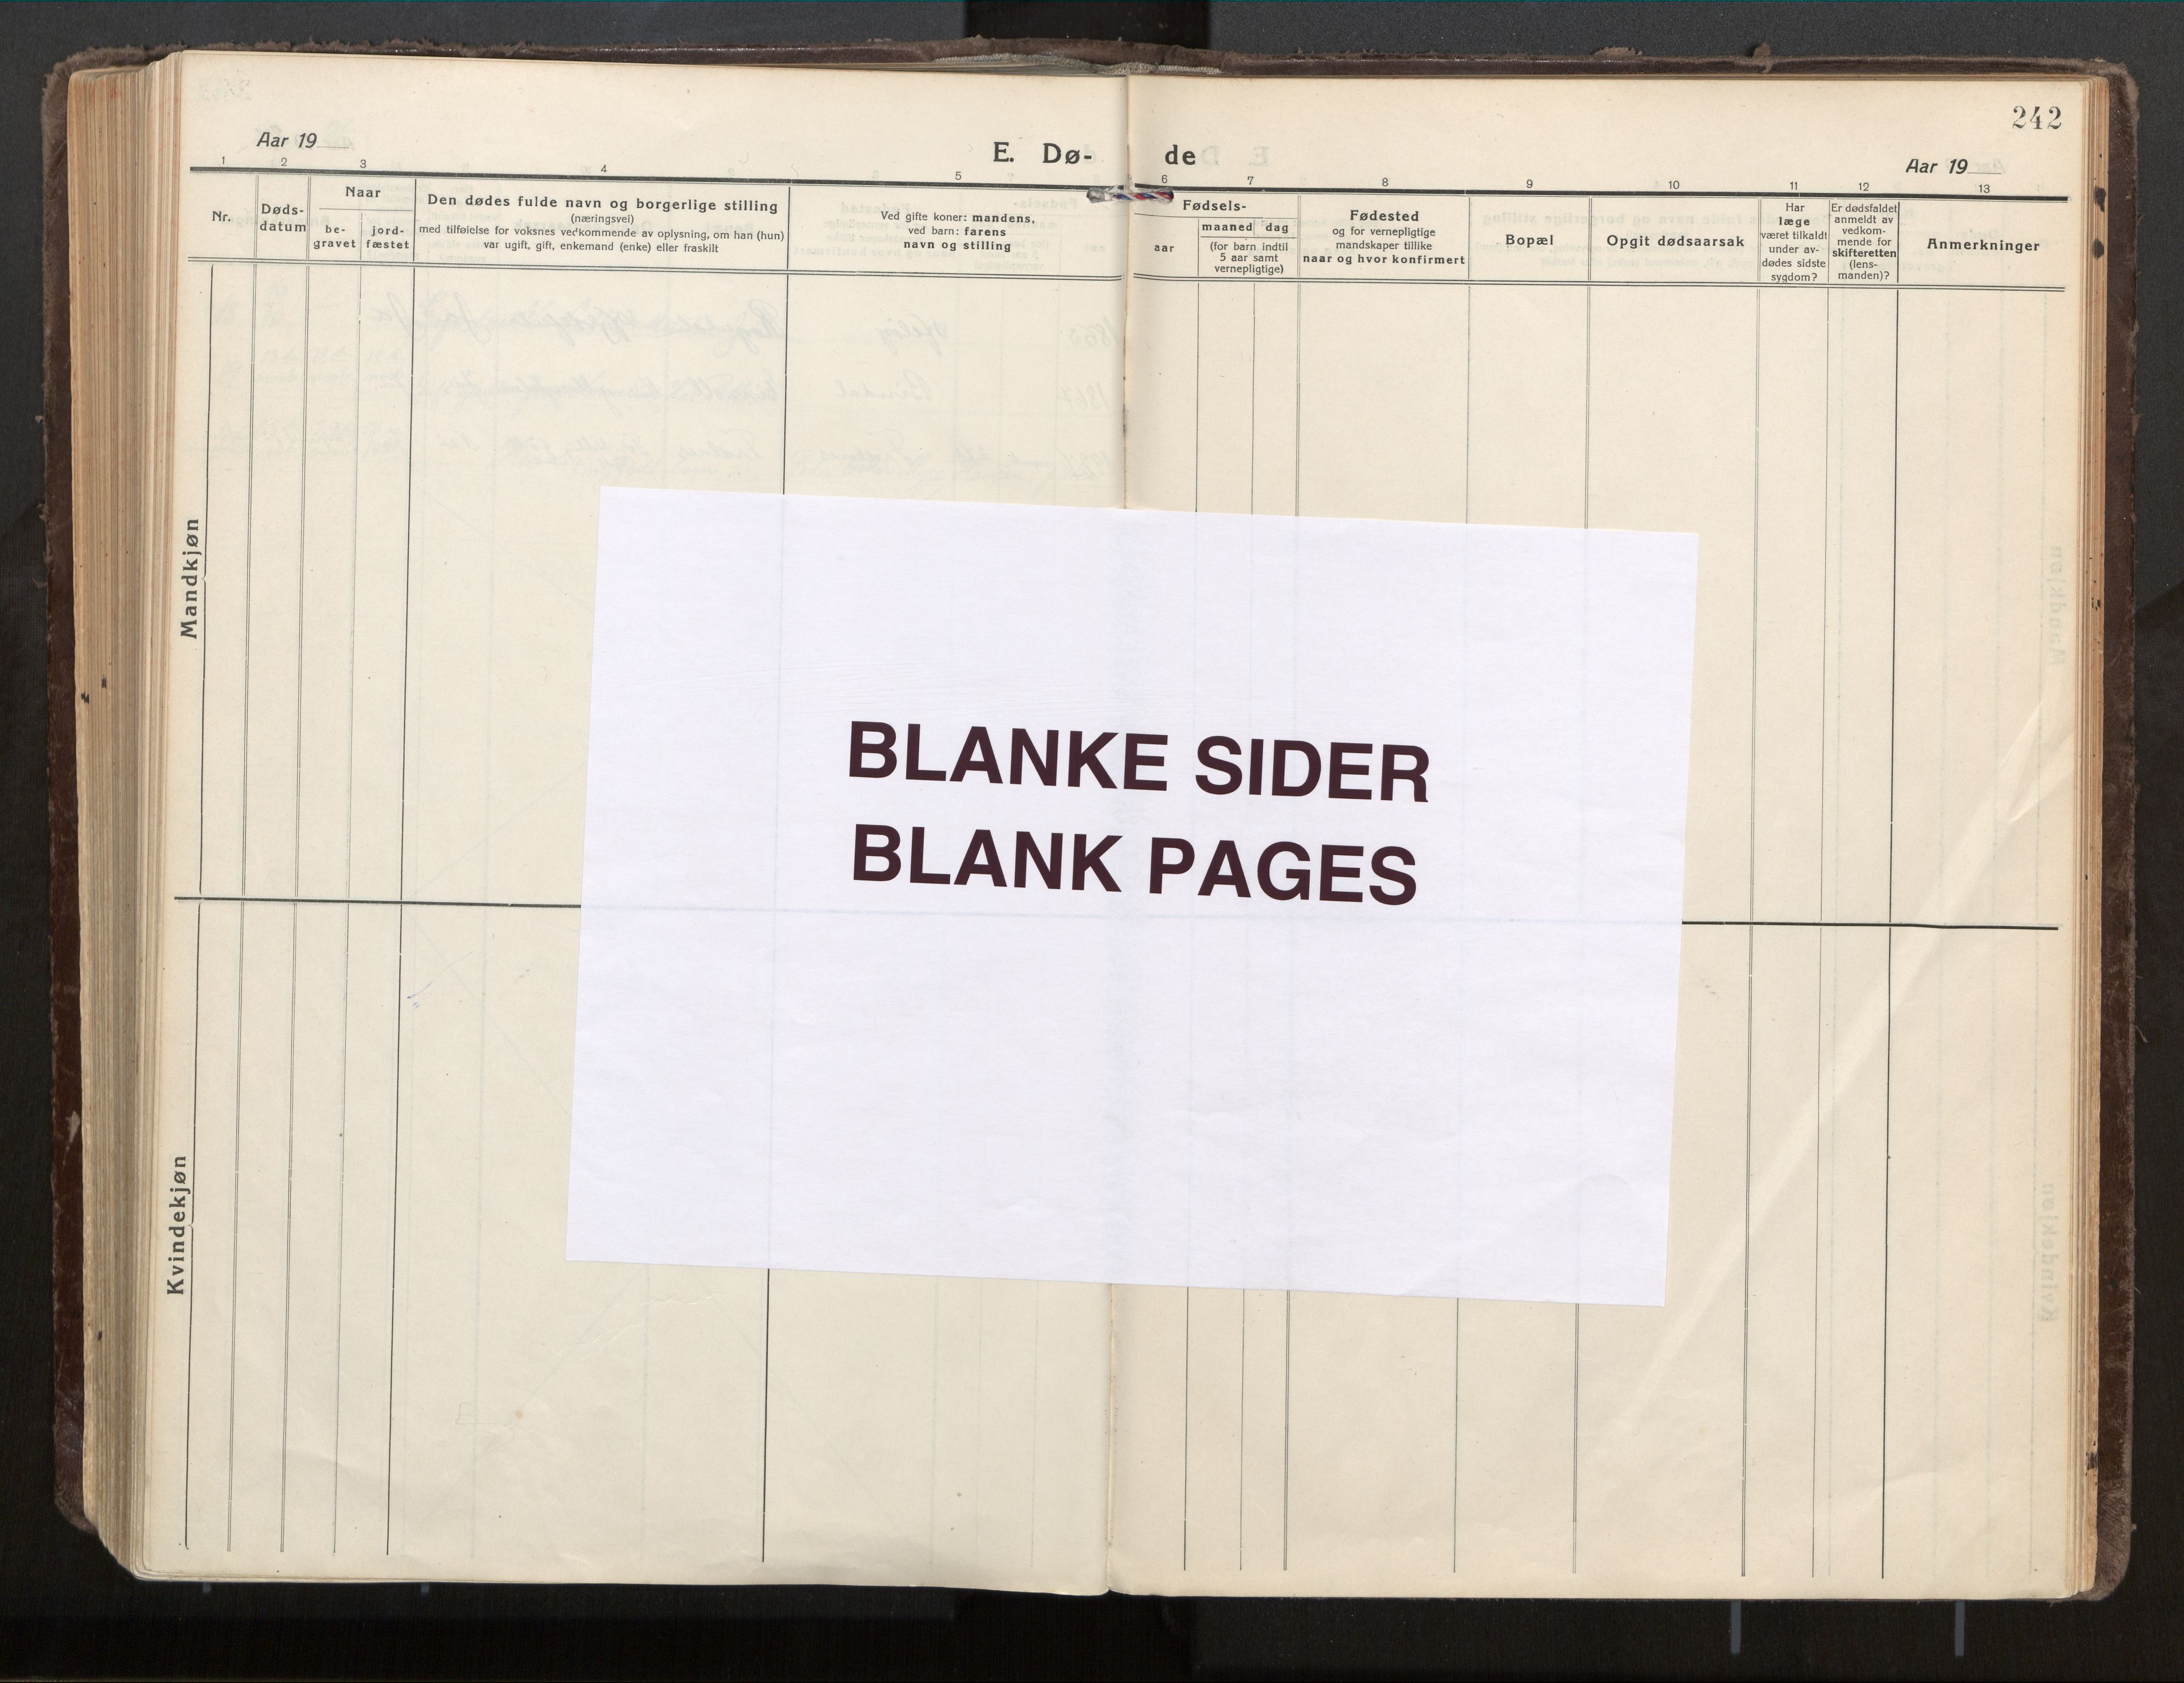 242
Aar 19
E. Dø-
de
Aar 19
1 2 3 4 5 6 7 8 9 10 11 12 13
Nr.
Døds-
datum
Naar
be-
gravet
jord-
fæstet
Den dødes fulde navn og borgerlige stilling
(næringsvei)
med tilføielse for voksnes vedkommende av oplysning, om han (hun)
var ugift, gift, enkemand (enke) eller fraskilt
Ved gifte koner: mandens,
ved barn: farens
navn og stilling
Fødsels-
aar
maaned dag
(for barn indtil
5 aar samt
vernepligtige)
Fødested
og for vernepligtige
mandskaper tillike
naar og hvor konfirmert
Bopæl
Opgit dødsaarsak
Har
læge
været tilkaldt
under av-
dødes sidste
sygdom?
Er dødsfaldet
anmeldt av
vedkom-
mende for
skifteretten
(lens-
manden)?
Anmerkninger
Mandkjøn
BLANKE SIDER
BLANK PAGES
Kvindekjøn